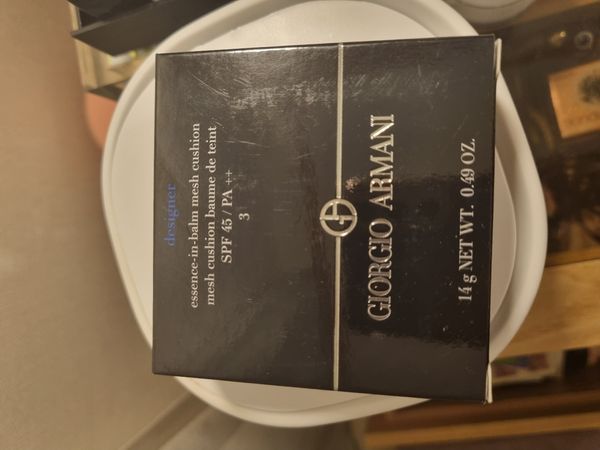 designer
essence-in-balm mesh cushion
mesh cushion baume de teint
SPF 45 / PA ++
3
GIORGIO ARMANI
14 g NET WT. 0.49 OZ.